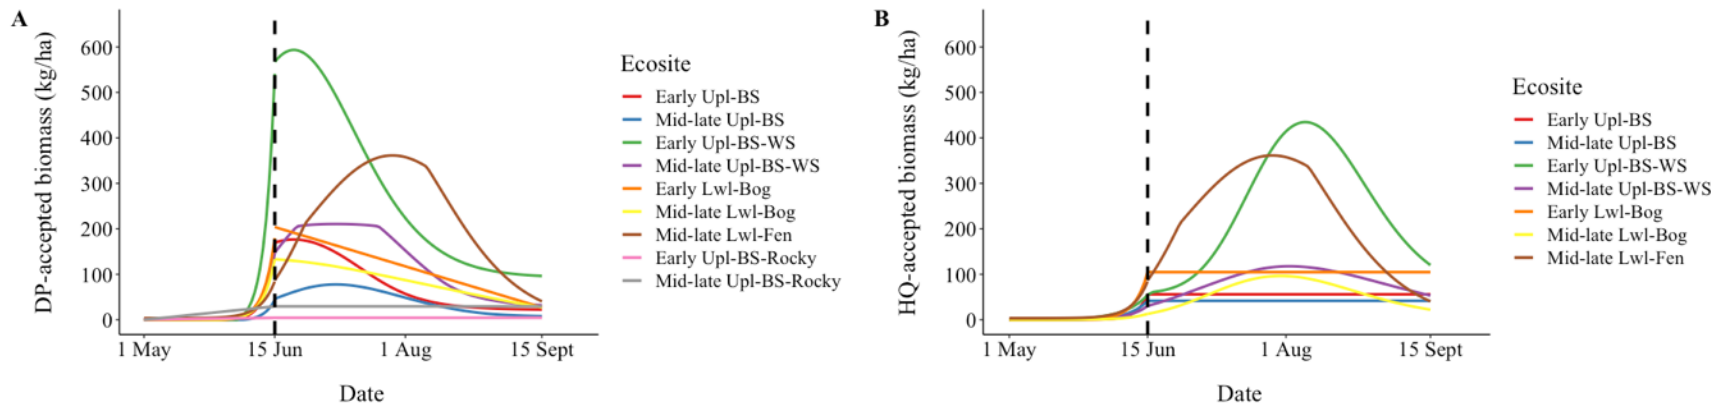 A
DP-accepted biomass (kg/ha)
600
500
400
300
200
100
0
1 May
15 Jun
1 Aug
15 Sept
Date
Ecosite
Early Upl-BS
Mid-late Upl-BS
Early Upl-BS-WS
Mid-late Upl-BS-WS
Early Lwl-Bog
Mid-late Lwl-Bog
Mid-late Lwl-Fen
Early Upl-BS-Rocky
Mid-late Upl-BS-Rocky
B
HQ-accepted biomass (kg/ha)
600
500
400
300
200
100
0
1 May
15 Jun
1 Aug
15 Sept
Date
Ecosite
Early Upl-BS
Mid-late Upl-BS
Early Upl-BS-WS
Mid-late Upl-BS-WS
Early Lwl-Bog
Mid-late Lwl-Bog
Mid-late Lwl-Fen